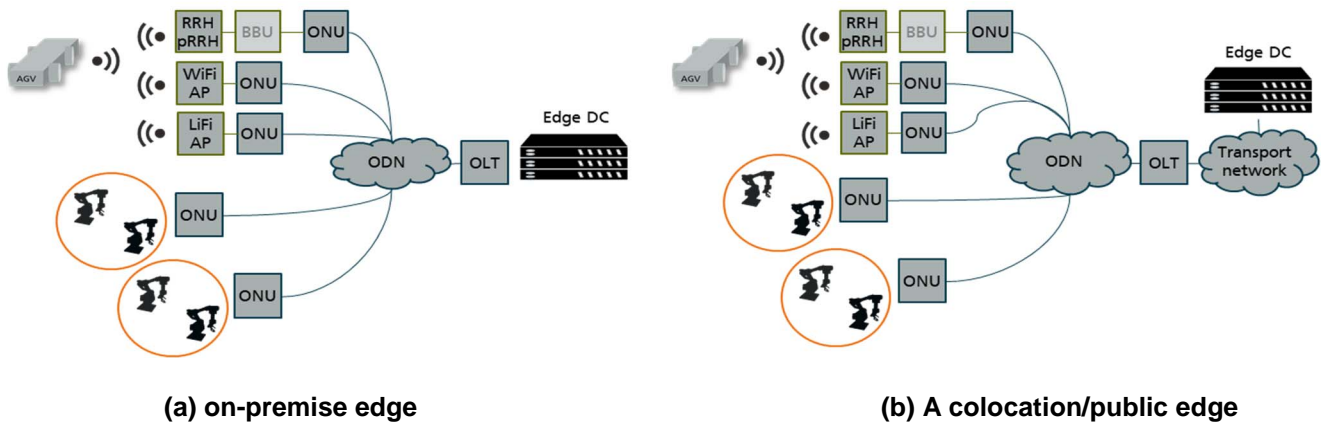 RRH
pRRH
BBU
ONU
AGV
WiFi
AP
ONU
LiFi
AP
ONU
ODN
OLT
Edge DC
ONU
ONU
(a) on-premise edge
RRH
pRRH
BBU
ONU
AGV
WiFi
AP
ONU
LiFi
AP
ONU
ODN
OLT
Edge DC
Transport
network
ONU
ONU
(b) A colocation/public edge